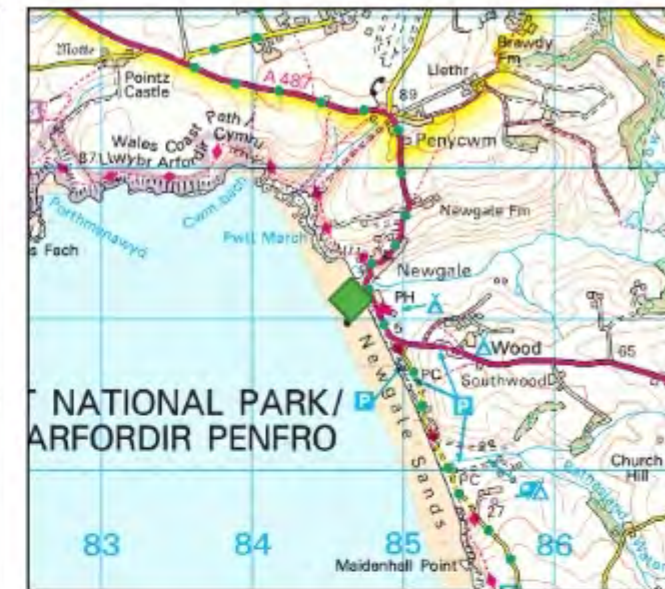 Motte
Pointz
Castle
A 487
89
Llethr
Brawdy
Fm
Penycwm
Wales Coast Path /
Llwybr Arfordir Cymru
87
Porthmynawyd
Cwm-bach
Pwll March
s Fach
Newgale Fm
Newgale
PH
5
Wood
65
Southwood
PC
P
P
Newgale Sands
T NATIONAL PARK/
ARFORDIR PENFRO
PC
27
Church
Hill
83
84
85
86
Maidenhall Point